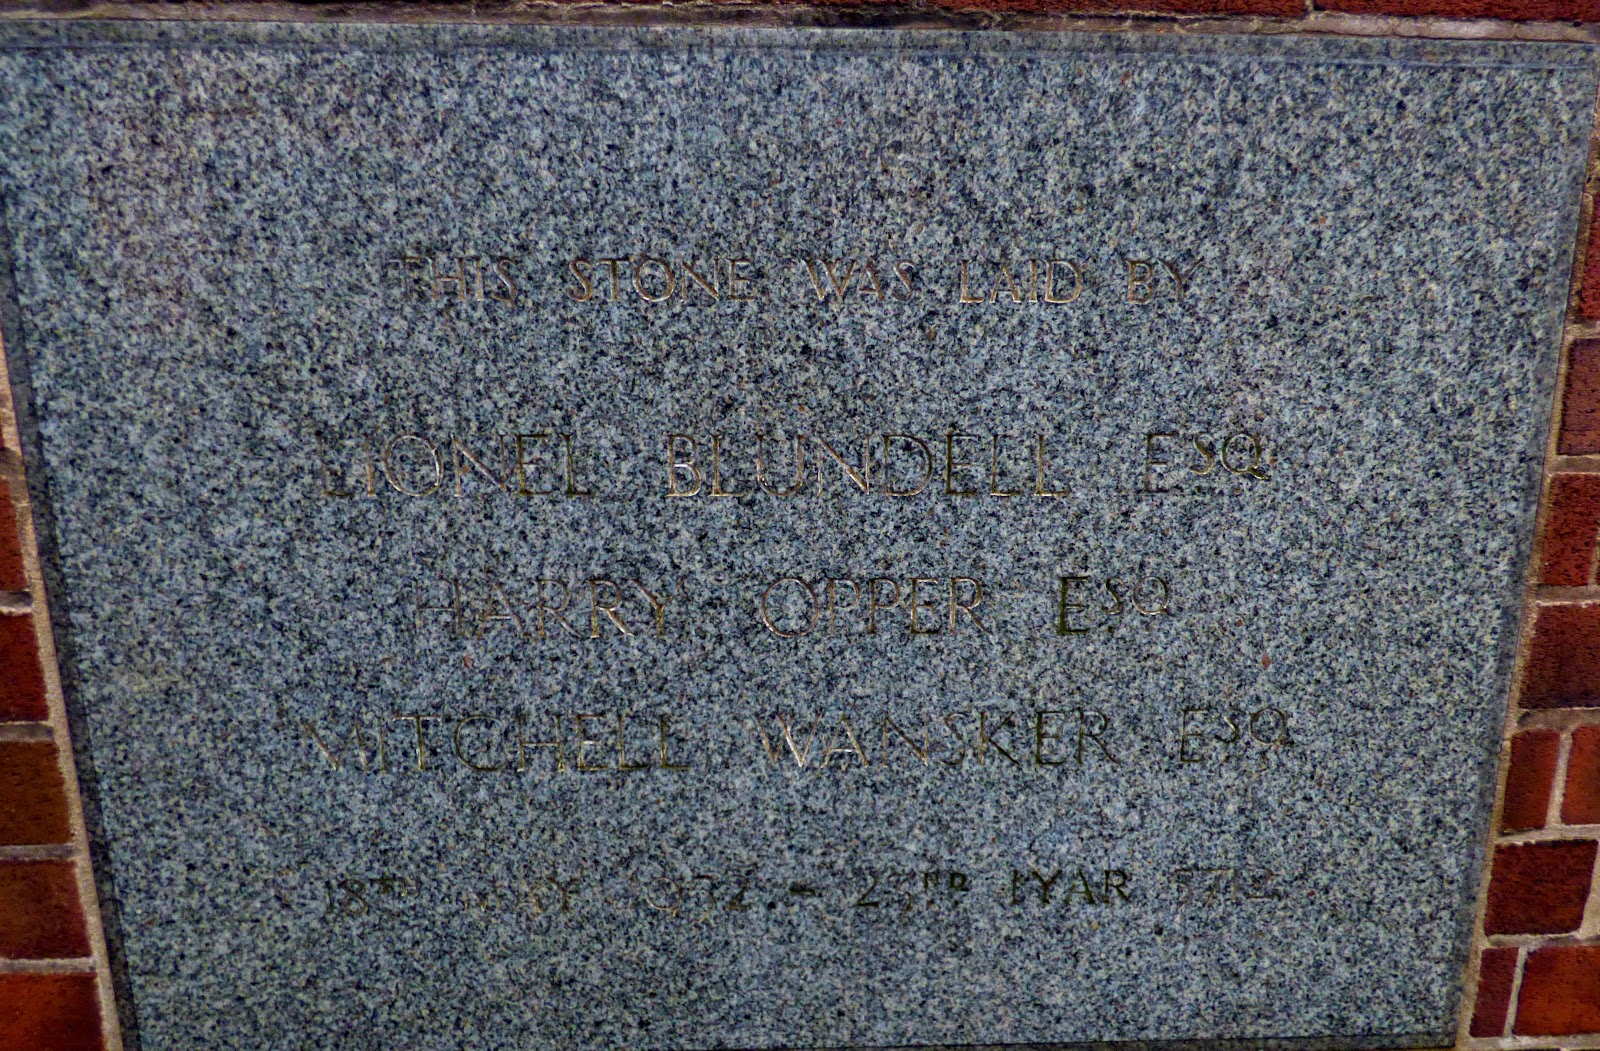 THIS STONE WAS LAID BY
LIONEL BLUNDELL ESQ.
HARRY OPPER ESQ.
MITCHELL WANSKER ESQ.
18TH MAY 1952. – 23RD IYAR 5712